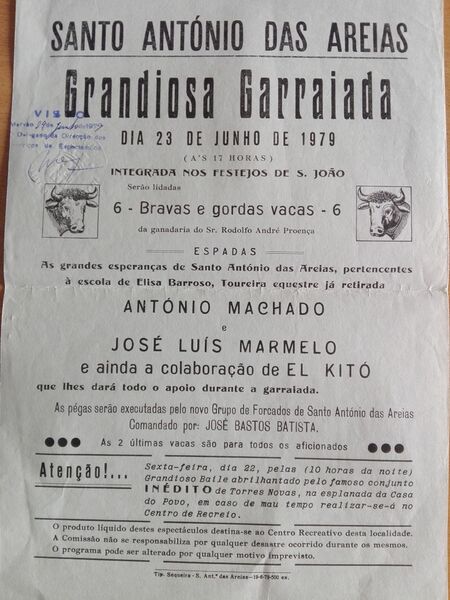 SANTO ANTÓNIO DAS AREIAS
Grandiosa Garraiada
VISTO
DIA 23 DE JUNHO DE 1979
(A'S 17 HORAS)
INTEGRADA NOS FESTEJOS DE S. JOÃO
Serão lidadas
6 - Bravas e gordas vacas - 6
da ganadaria do Sr. Rodolfo André Proença
ESPADAS
As grandes esperanças de Santo António das Areias, pertencentes
à escola de Elisa Barroso, Toureira equestre já retirada
ANTÓNIO MACHADO
e
JOSÉ LUÍS MARMELO
e ainda a colaboração de EL KITÓ
que lhes dará todo o apoio durante a garraiada.
As pégas serão executadas pelo novo Grupo de Forcados de Santo António das Areias
Comandado por: JOSÉ BASTOS BATISTA.
As 2 últimas vacas são para todos os aficionados
Atenção!...
Sexta-feira, dia 22, pelas (10 horas da noite)
Grandioso Baile abrilhantado pelo famoso conjunto
INÉDITO de Torres Novas, na esplanada da Casa
do Povo, em caso de mau tempo realizar-se-á no
Centro de Recreio.
O produto líquido destes espectáculos destina-se ao Centro Recreativo desta localidade.
A Comissão não se responsabiliza por qualquer desastre ocorrido durante os mesmos.
O programa pode ser alterado por qualquer motivo imprevisto.
Tip. Sequeira - S. Antº das Areias-19-6-79-500 ex.